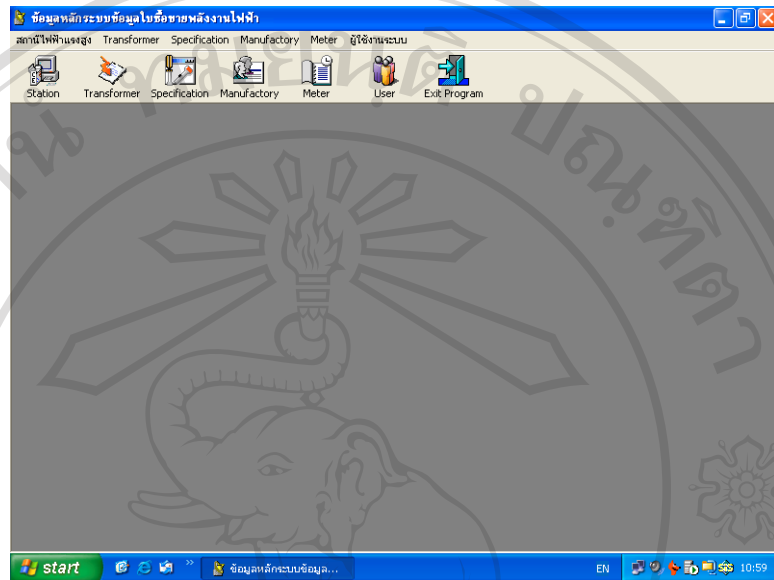 ข้อมูลหลักระบบข้อมูลใบซื้อขายพลังงานไฟฟ้า
สถานีไฟฟ้าแรงสูง Transformer Specification Manufactory Meter ผู้ใช้งานระบบ
Station Transformer Specification Manufactory Meter User Exit Program
start ข้อมูลหลักระบบข้อมูล... EN 10:59